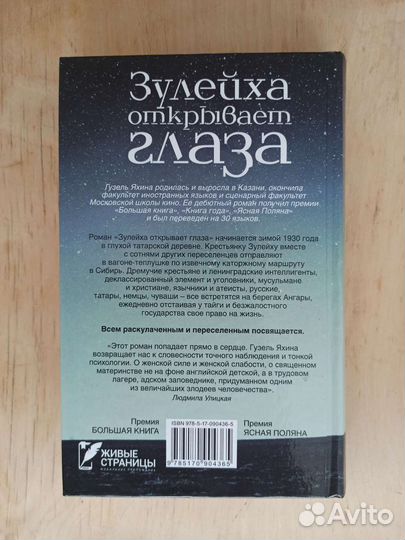 Зулейха
открывает
глаза
Гузель Яхина родилась и выросла в Казани, окончила
факультет иностранных языков и сценарный факультет
Московской школы кино. Ее дебютный роман получил премии
«Большая книга», «Книга года», «Ясная Поляна»
и был переведен на 30 языков.
Роман «Зулейха открывает глаза» начинается зимой 1930 года
в глухой татарской деревне. Крестьянку Зулейху вместе
с сотнями других переселенцев отправляют
в вагоне-теплушке по извечному каторжному маршруту
в Сибирь. Дремучие крестьяне и ленинградские интеллигенты,
деклассированный элемент и уголовники, мусульмане
и христиане, язычники и атеисты, русские,
татары, немцы, чуваши – все встретятся на берегах Ангары,
ежедневно отстаивая у тайги и безжалостного
государства свое право на жизнь.
Всем раскулаченным и переселенным посвящается.
«Этот роман попадает прямо в сердце. Гузель Яхина
возвращает нас к словесности точного наблюдения и тонкой
психологии. О женской силе и женской слабости, о священном
материнстве не на фоне английской детской, а в трудовом
лагере, адском заповеднике, придуманном одним
из величайших злодеев человечества».
Людмила Улицкая
Премия
БОЛЬШАЯ КНИГА
ISBN 978-5-17-090436-5
9785170904365
Премия
ЯСНАЯ ПОЛЯНА
ЖИВЫЕ
СТРАНИЦЫ
Avito